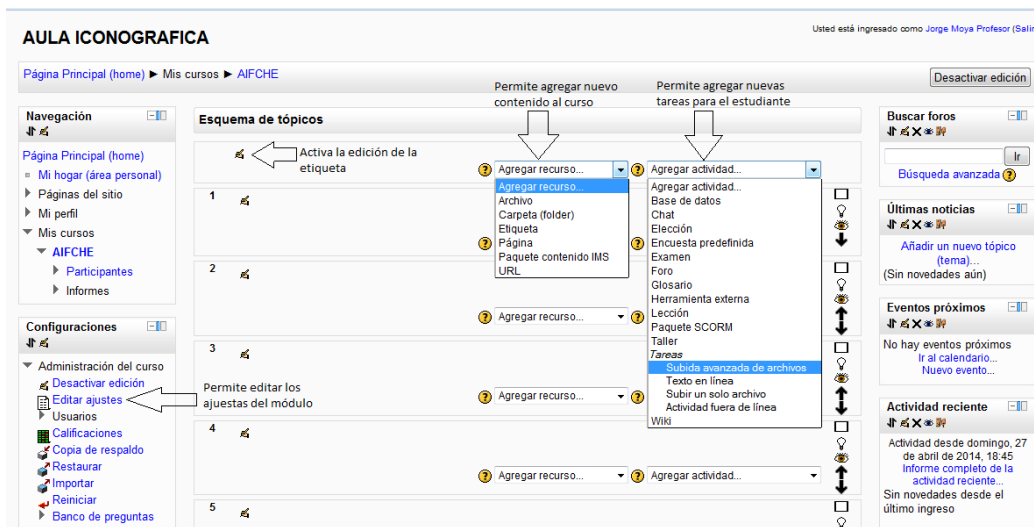 AULA ICONOGRAFICA
Usted está ingresado como Jorge Moya Profesor (Salir
Página Principal (home) ► Mis cursos ► AIFCHE
Desactivar edición
Permite agregar nuevo
contenido al curso
Permite agregar nuevas
tareas para el estudiante
Navegación
Página Principal (home)
Mi hogar (área personal)
Páginas del sitio
Mi perfil
Mis cursos
AIFCHE
Participantes
Informes
Configuraciones
Administración del curso
Desactivar edición
Editar ajustes
Usuarios
Calificaciones
Copia de respaldo
Restaurar
Importar
Reiniciar
Banco de preguntas
Esquema de tópicos
Activa la edición de la
etiqueta
Agregar recurso...
Agregar recurso...
Archivo
Carpeta (folder)
Etiqueta
Página
Paquete contenido IMS
URL
Agregar actividad...
Agregar actividad...
Base de datos
Chat
Elección
Encuesta predefinida
Examen
Foro
Glosario
Herramienta externa
Lección
Paquete SCORM
Taller
Tareas
Subida avanzada de archivos
Texto en línea
Subir un solo archivo
Actividad fuera de línea
Wiki
1
2
Agregar recurso...
3
Permite editar los
ajuestas del módulo
Agregar recurso...
4
Agregar recurso...
Agregar actividad...
5
Buscar foros
Ir
Búsqueda avanzada
Últimas noticias
Añadir un nuevo tópico
(tema)...
(Sin novedades aún)
Eventos próximos
No hay eventos próximos
Ir al calendario...
Nuevo evento...
Actividad reciente
Actividad desde domingo, 27
de abril de 2014, 18:45
Informe completo de la
actividad reciente...
Sin novedades desde el
último ingreso